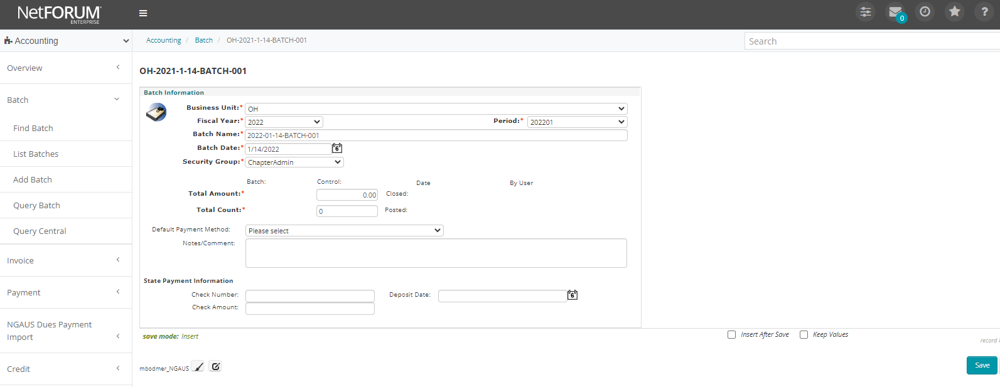 NetFORUM
ENTERPRISE
0
?
Accounting
Accounting / Batch / OH-2021-1-14-BATCH-001
Search
Overview
Batch
Find Batch
List Batches
Add Batch
Query Batch
Query Central
Invoice
Payment
NGAUS Dues Payment
Import
Credit
OH-2021-1-14-BATCH-001
Batch Information
Business Unit:* OH
Fiscal Year:* 2022 Period:* 202201
Batch Name:* 2022-01-14-BATCH-001
Batch Date:* 1/14/2022 6
Security Group:* ChapterAdmin
Batch: Control: Date By User
Total Amount:* 0.00 Closed:
Total Count:* 0 Posted:
Default Payment Method: Please select
Notes/Comment:
State Payment Information
Check Number: Deposit Date: 6
Check Amount:
save mode: Insert
Insert After Save Keep Values
record i
mbodmer_NGAUS
Save